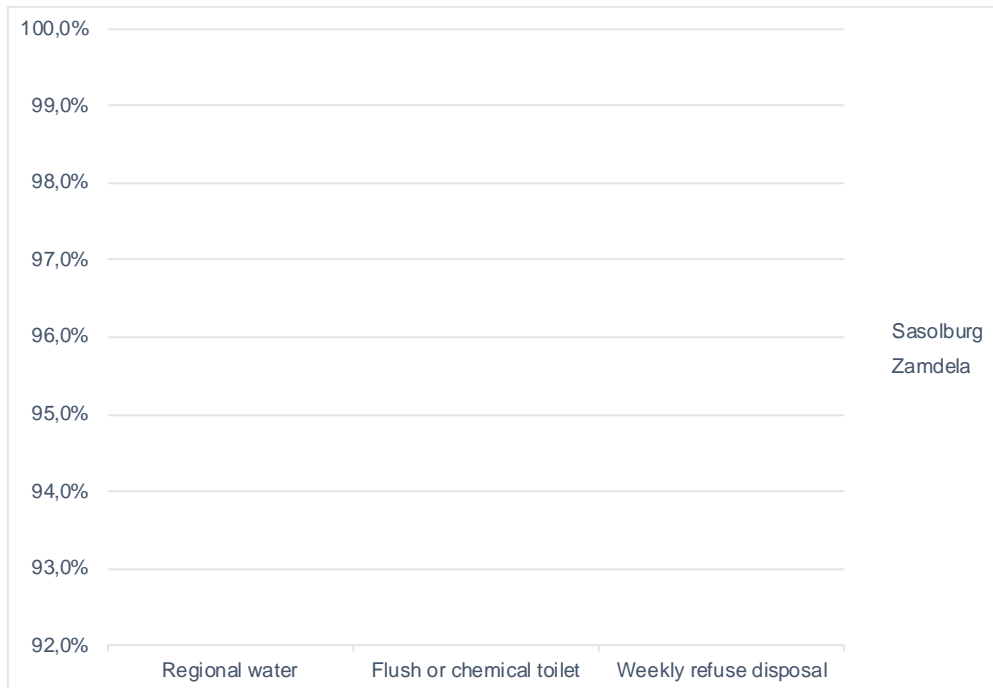 100,0%
99,0%
98,0%
97,0%
96,0%
95,0%
94,0%
93,0%
92,0%
Regional water
Flush or chemical toilet
Weekly refuse disposal
Sasolburg
Zamdela